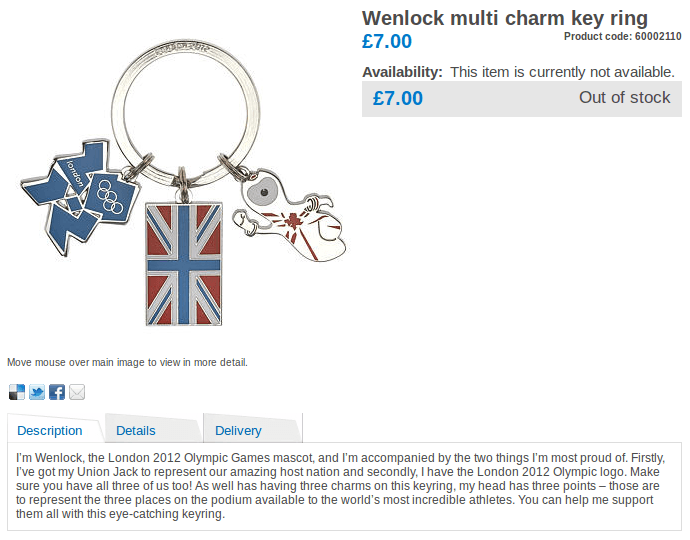 Wenlock multi charm key ring
£7.00
Product code: 60002110
Availability: This item is currently not available.
£7.00 Out of stock
LONDON 2012
london
Move mouse over main image to view in more detail.
Description Details Delivery
I'm Wenlock, the London 2012 Olympic Games mascot, and I'm accompanied by the two things I'm most proud of. Firstly,
I've got my Union Jack to represent our amazing host nation and secondly, I have the London 2012 Olympic logo. Make
sure you have all three of us too! As well has having three charms on this keyring, my head has three points – those are
to represent the three places on the podium available to the world's most incredible athletes. You can help me support
them all with this eye-catching keyring.